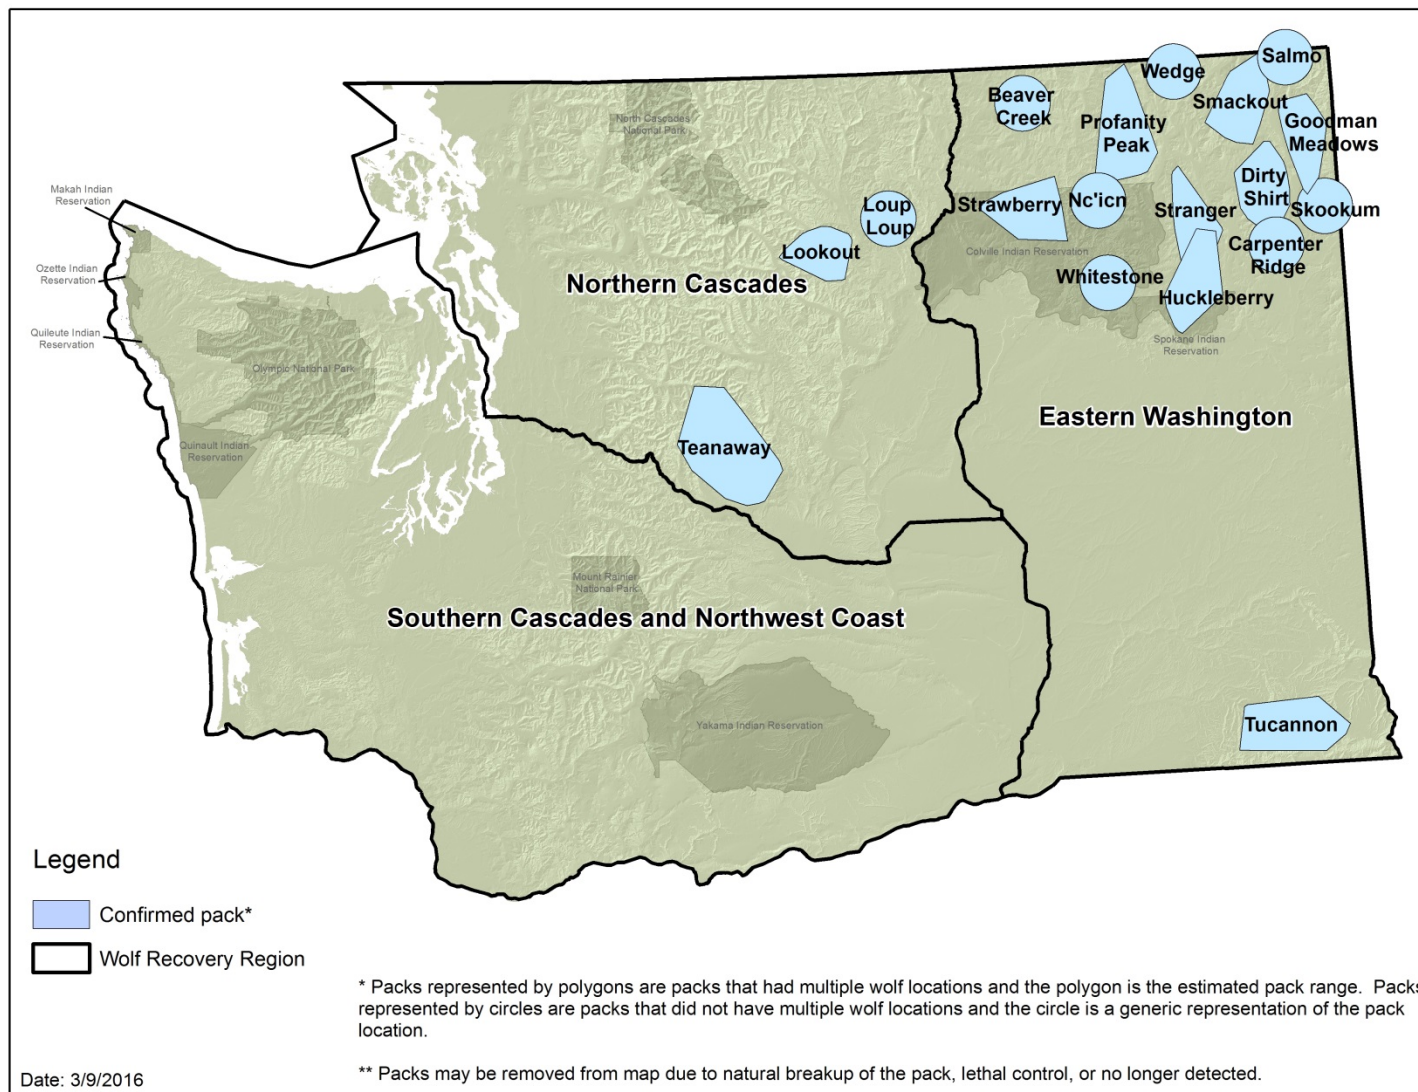 Salmo
Wedge
Beaver
Creek
Smackout
Profanity
Peak
Goodman
Meadows
North Cascades
National Park
Makah Indian
Reservation
Dirty
Shirt
Strawberry
Nc'icn
Stranger
Skookum
Loup
Loup
Lookout
Colville Indian Reservation
Carpenter
Ridge
Ozette Indian
Reservation
Northern Cascades
Whitestone
Huckleberry
Quileute Indian
Reservation
Spokane Indian
Reservation
Olympic National Park
Eastern Washington
Quinault Indian
Reservation
Teanaway
Mount Rainier
National Park
Southern Cascades and Northwest Coast
Yakama Indian Reservation
Tucannon
Legend
Confirmed pack*
Wolf Recovery Region
* Packs represented by polygons are packs that had multiple wolf locations and the polygon is the estimated pack range. Packs
represented by circles are packs that did not have multiple wolf locations and the circle is a generic representation of the pack
location.
** Packs may be removed from map due to natural breakup of the pack, lethal control, or no longer detected.
Date: 3/9/2016